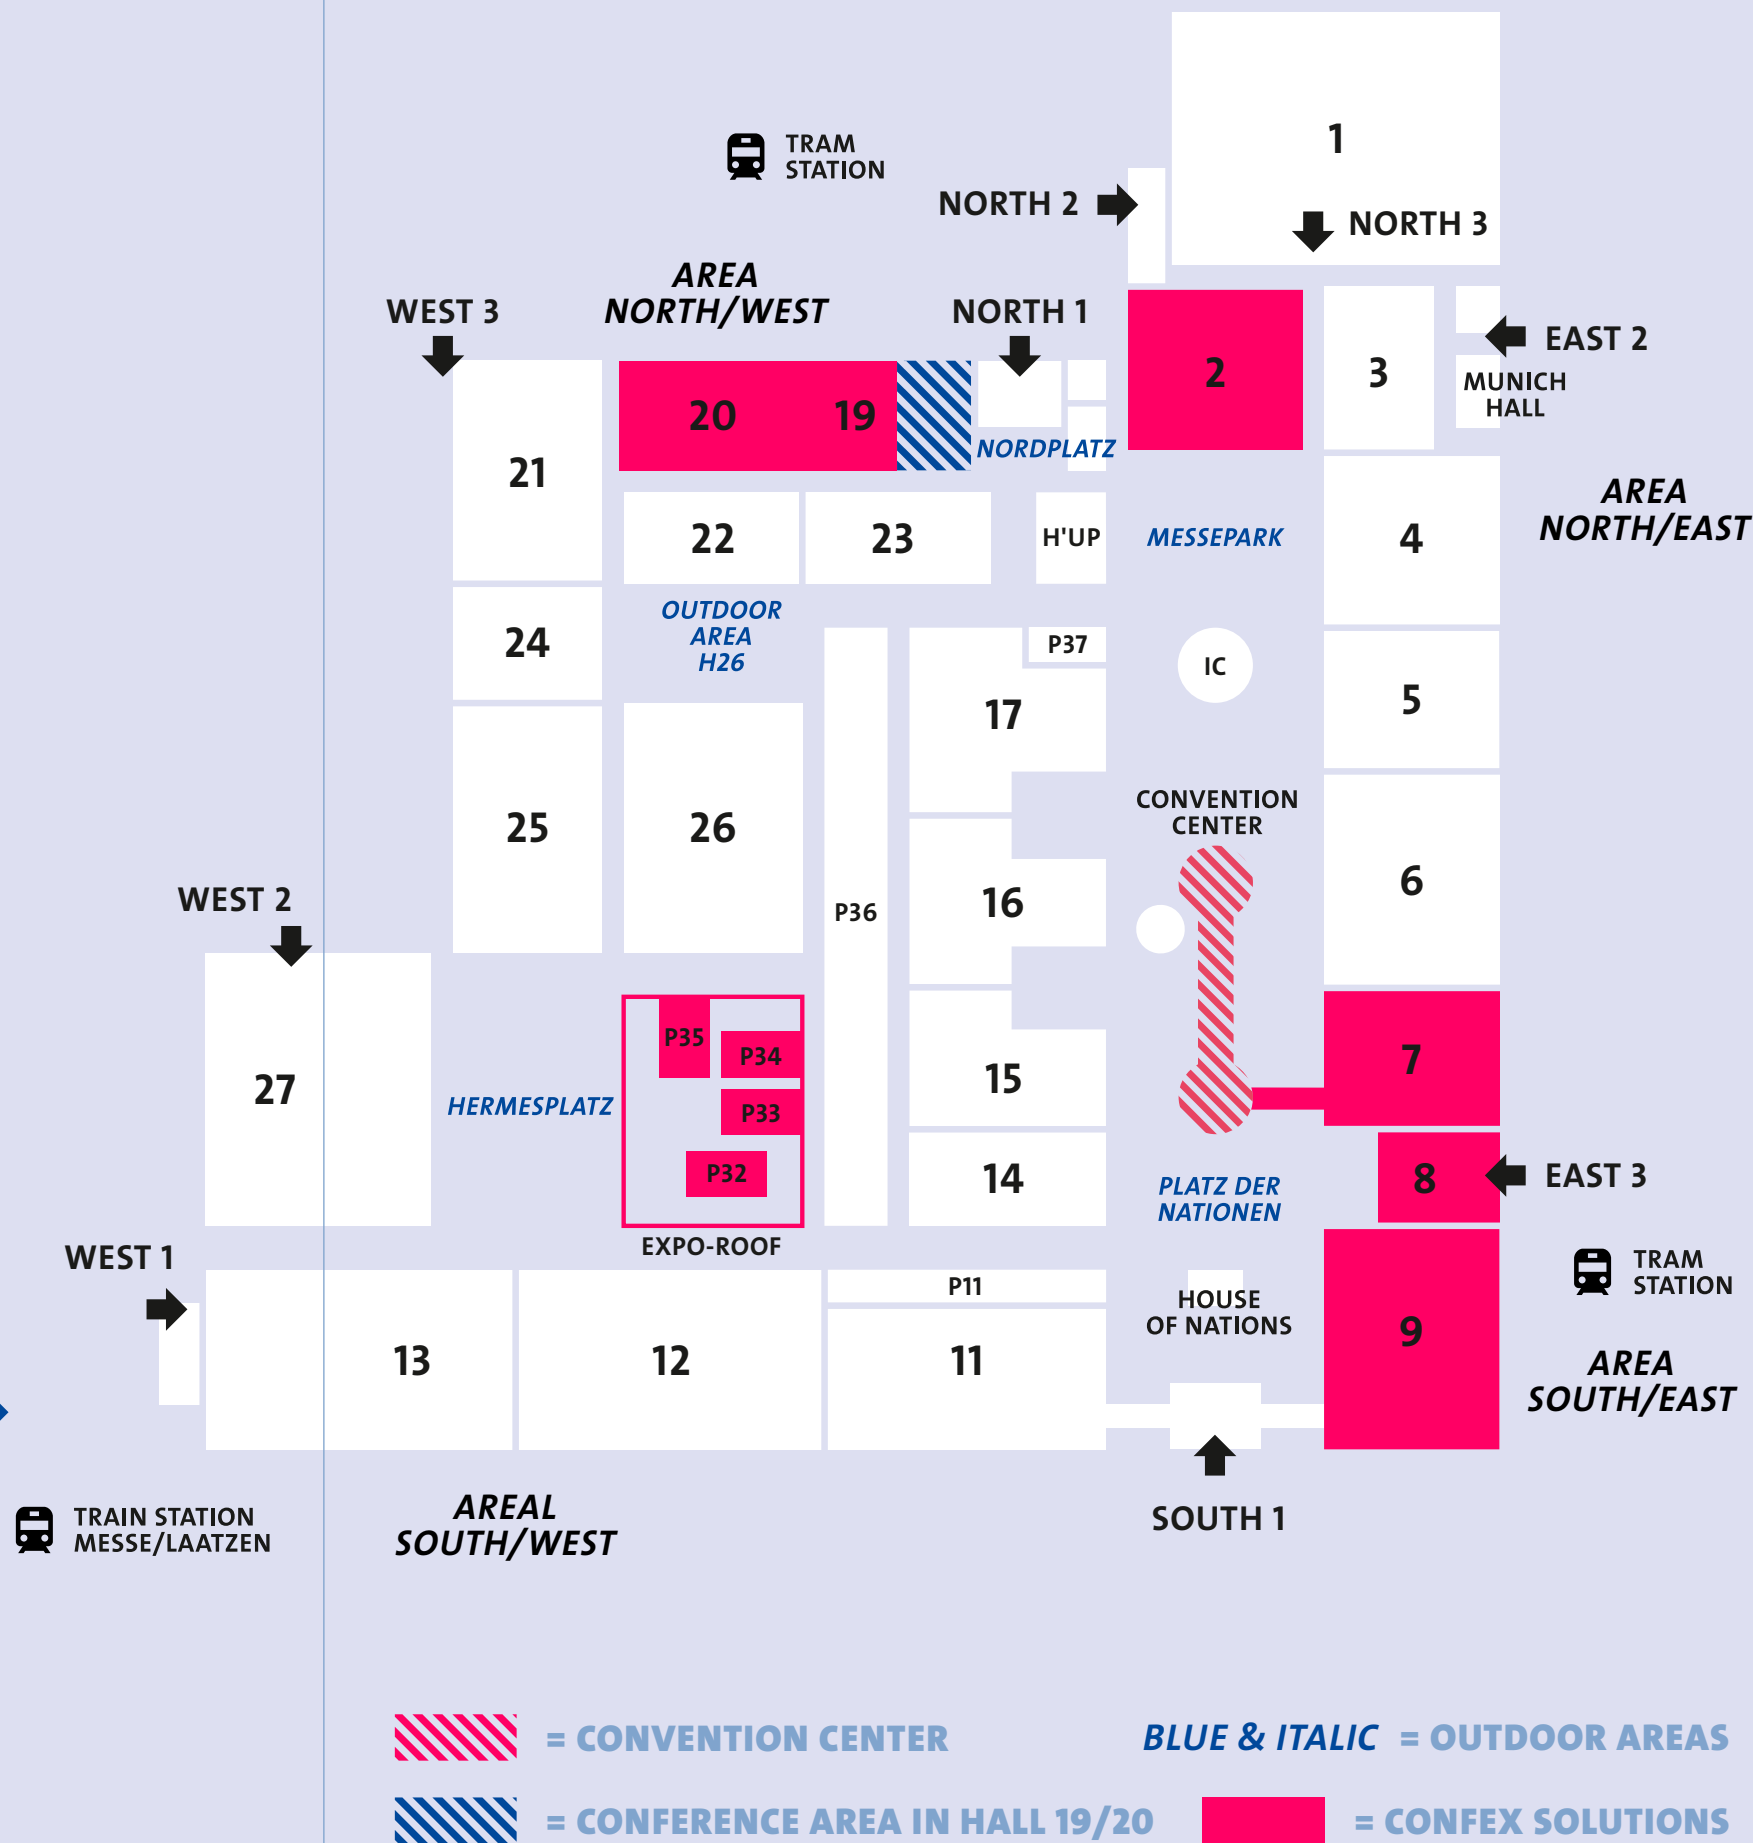 1
TRAM
STATION
NORTH 2
NORTH 3
AREA
NORTH/WEST
WEST 3
NORTH 1
EAST 2
2
3
MUNICH
HALL
20
19
NORDPLATZ
21
AREA
NORTH/EAST
22
23
H'UP
MESSEPARK
4
OUTDOOR
AREA
H26
24
P37
IC
5
17
CONVENTION
CENTER
25
26
6
WEST 2
P36
16
P35
P34
7
27
HERMESPLATZ
P33
15
P32
14
PLATZ DER
NATIONEN
8
EAST 3
EXPO-ROOF
WEST 1
P11
HOUSE
OF NATIONS
TRAM
STATION
9
13
12
11
AREA
SOUTH/EAST
TRAIN STATION
MESSE/LAATZEN
AREAL
SOUTH/WEST
SOUTH 1
= CONVENTION CENTER
BLUE & ITALIC = OUTDOOR AREAS
= CONFERENCE AREA IN HALL 19/20
= CONFEX SOLUTIONS